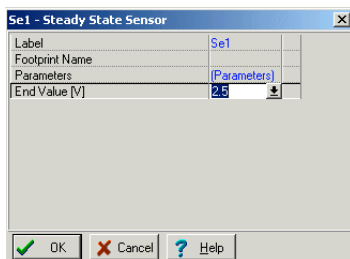 Se1 - Steady State Sensor
Label Se1
Footprint Name
Parameters (Parameters)
End Value [V] 2.5
OK Cancel ? Help